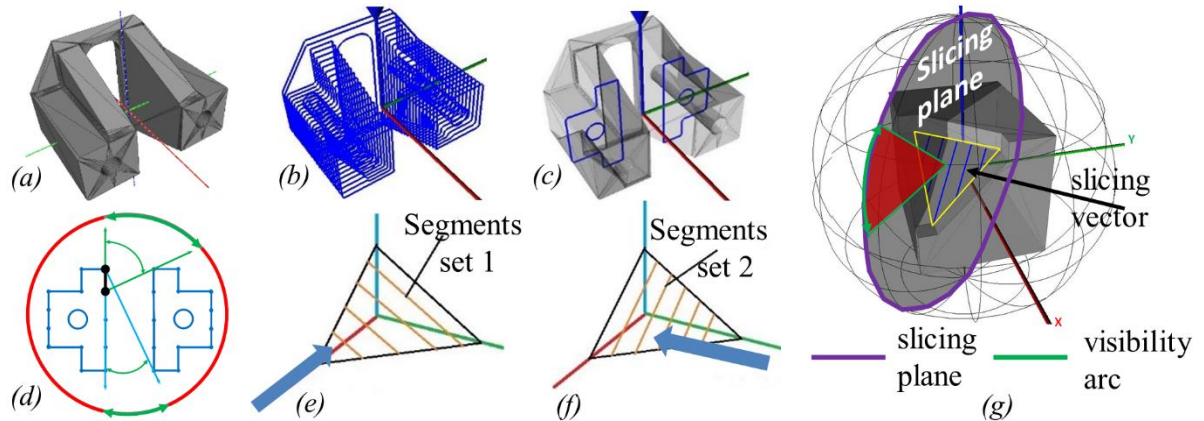 (a)
(b)
(c)
Slicing
plane
Y
slicing
vector
X
(d)
Segments
set 1
(e)
Segments
set 2
(f)
slicing
plane
visibility
arc
(g)